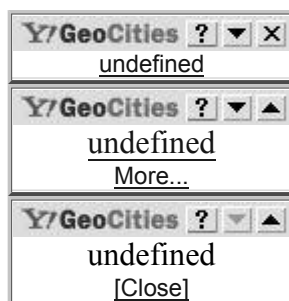 Y! GeoCities ?
undefined
Y! GeoCities ?
undefined
More...
Y! GeoCities ?
undefined
[Close]